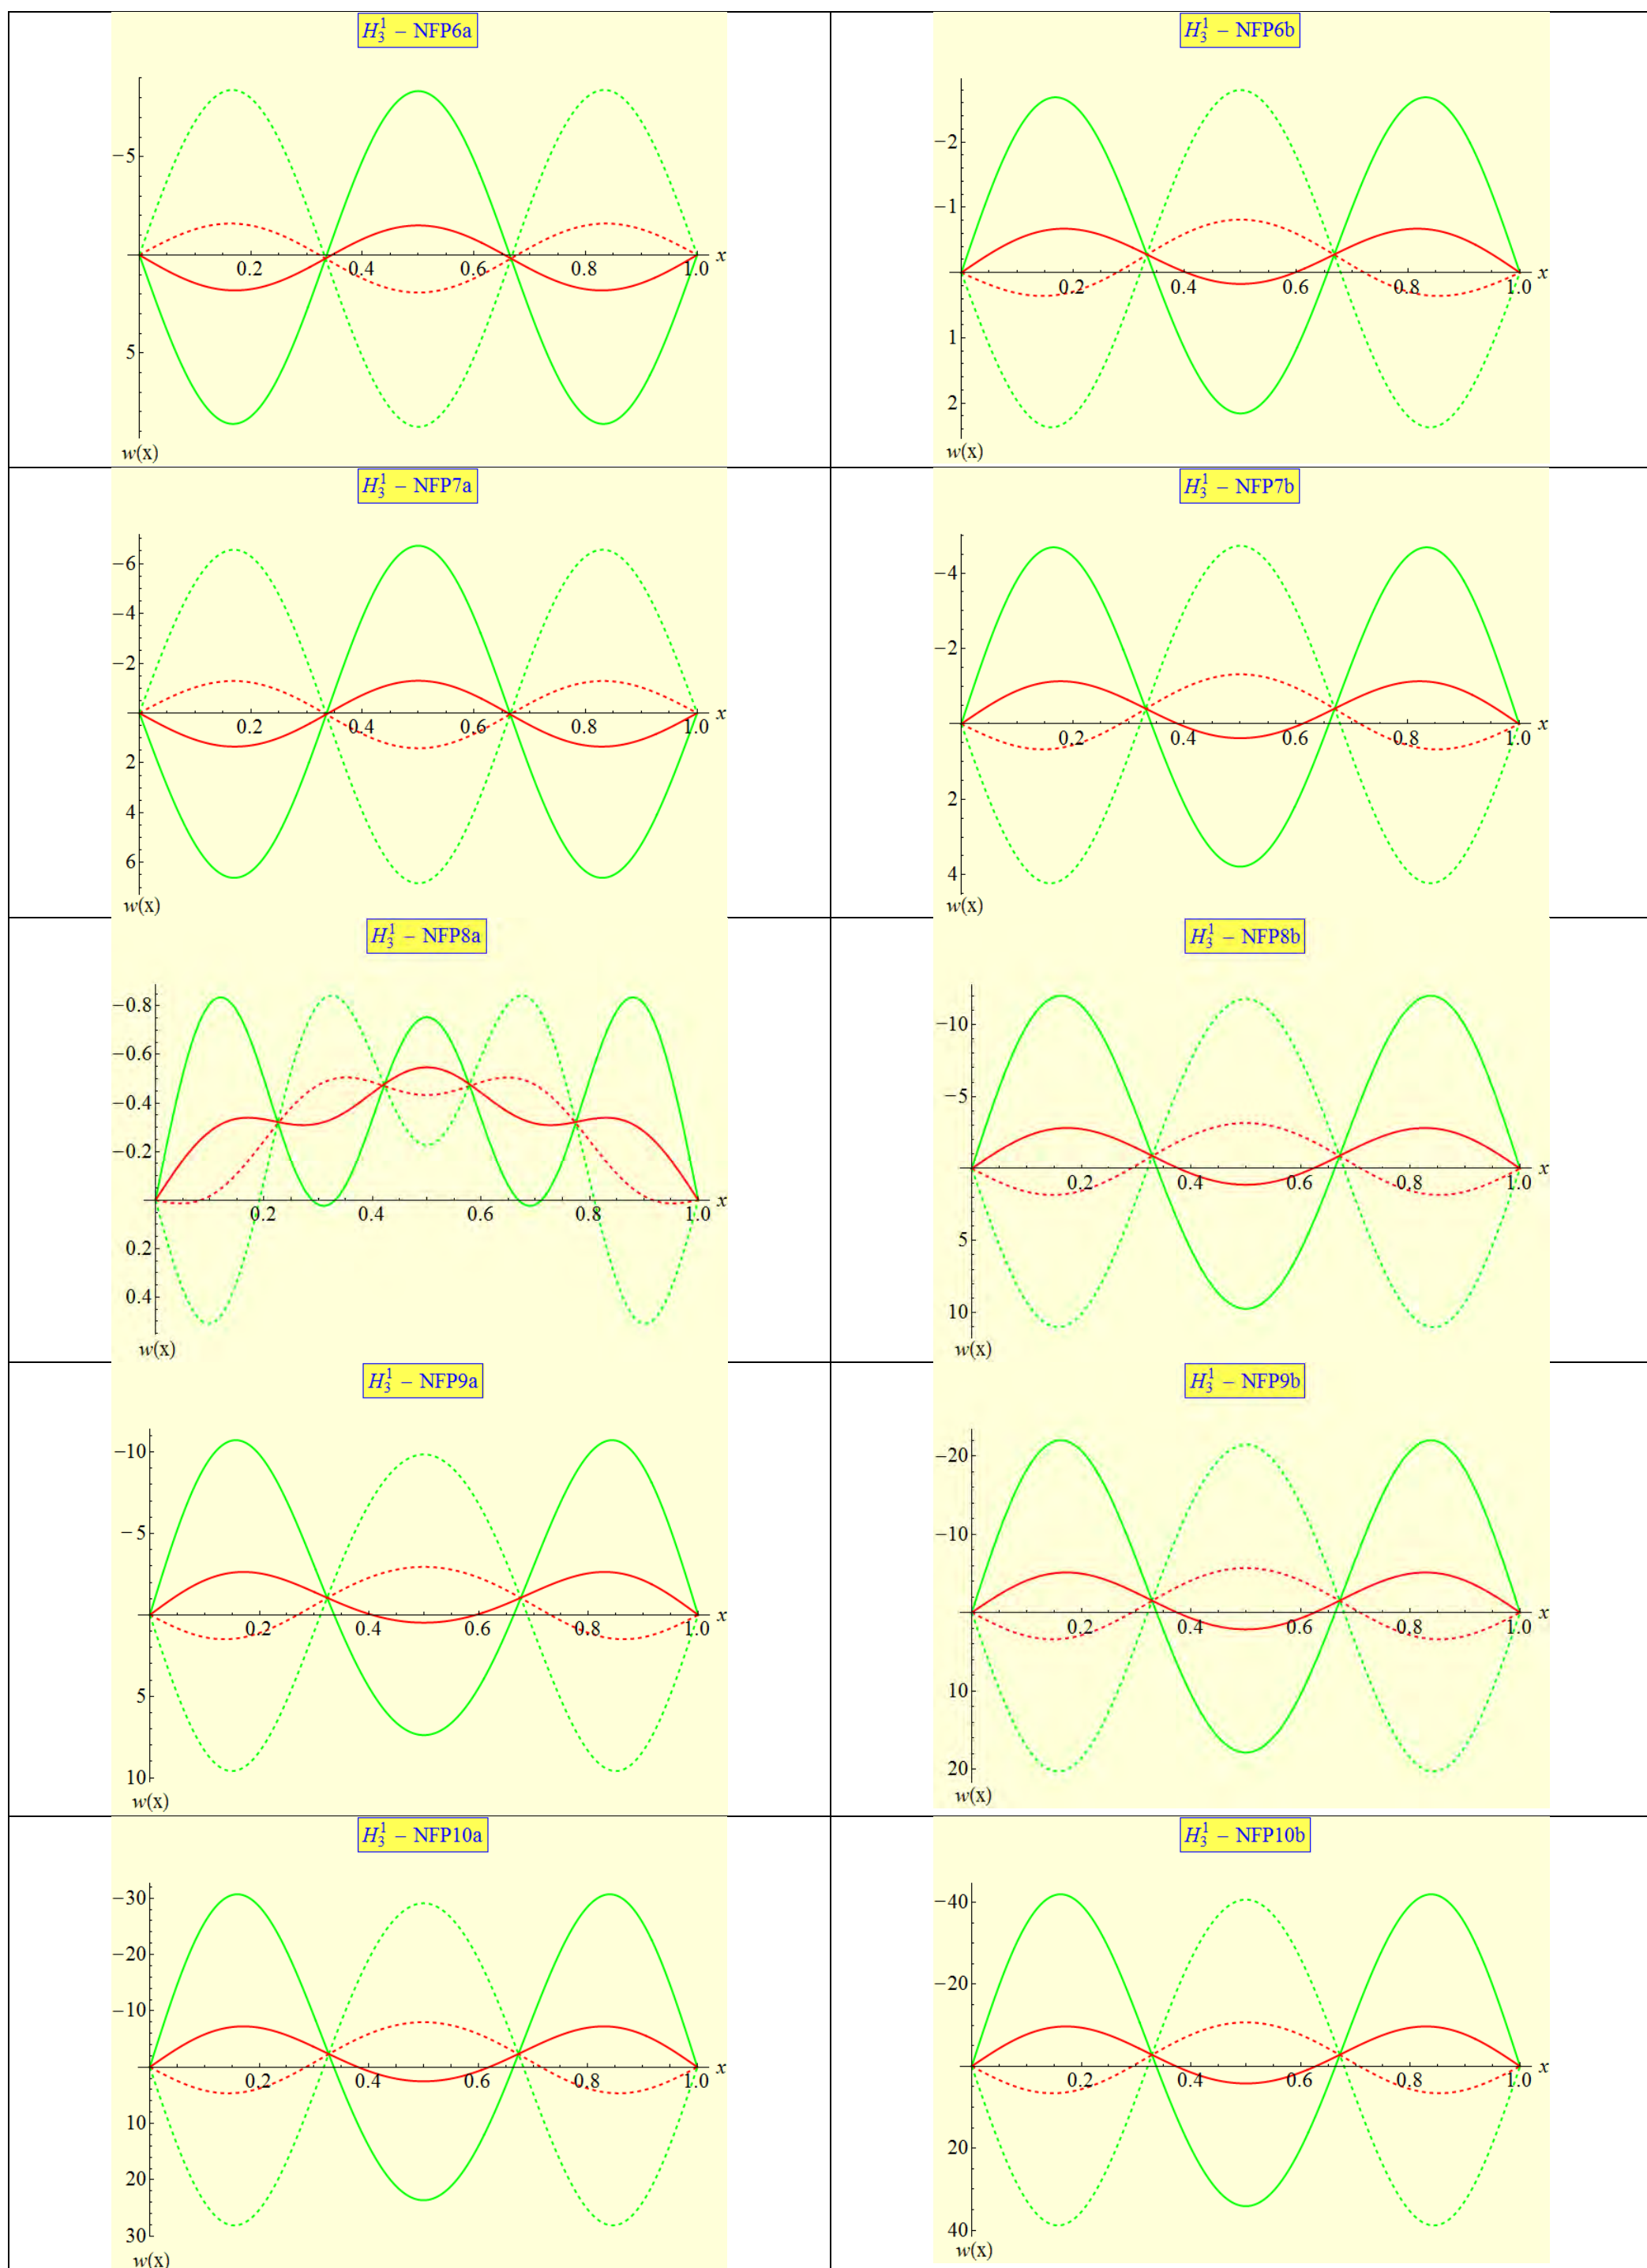 H₃¹ – NFP6a
−5
0.2 0.4 0.6 0.8 1.0 x
5
w(x)
H₃¹ – NFP6b
−2
−1
0.2 0.4 0.6 0.8 1.0 x
1
2
w(x)
H₃¹ – NFP7a
−6
−4
−2
0.2 0.4 0.6 0.8 1.0 x
2
4
6
w(x)
H₃¹ – NFP7b
−4
−2
0.2 0.4 0.6 0.8 1.0 x
2
4
w(x)
H₃¹ – NFP8a
−0.8
−0.6
−0.4
−0.2
0.2 0.4 0.6 0.8 1.0 x
0.2
0.4
w(x)
H₃¹ – NFP8b
−10
−5
0.2 0.4 0.6 0.8 1.0 x
5
10
w(x)
H₃¹ – NFP9a
−10
−5
0.2 0.4 0.6 0.8 1.0 x
5
10
w(x)
H₃¹ – NFP9b
−20
−10
0.2 0.4 0.6 0.8 1.0 x
10
20
w(x)
H₃¹ – NFP10a
−30
−20
−10
0.2 0.4 0.6 0.8 1.0 x
10
20
30
w(x)
H₃¹ – NFP10b
−40
−20
0.2 0.4 0.6 0.8 1.0 x
20
40
w(x)